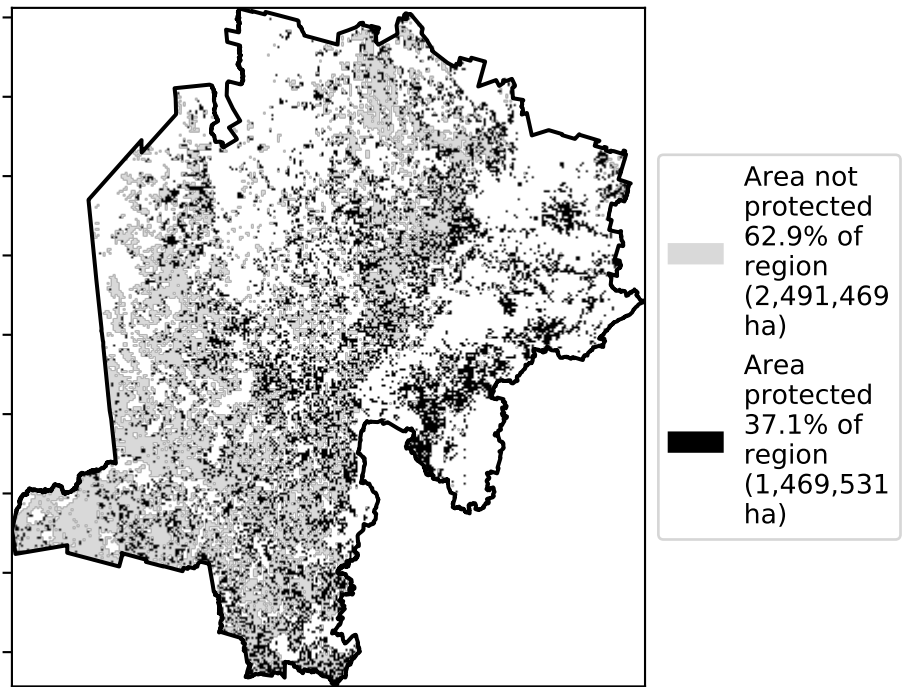 Area not
protected
62.9% of
region
(2,491,469
ha)
Area
protected
37.1% of
region
(1,469,531
ha)